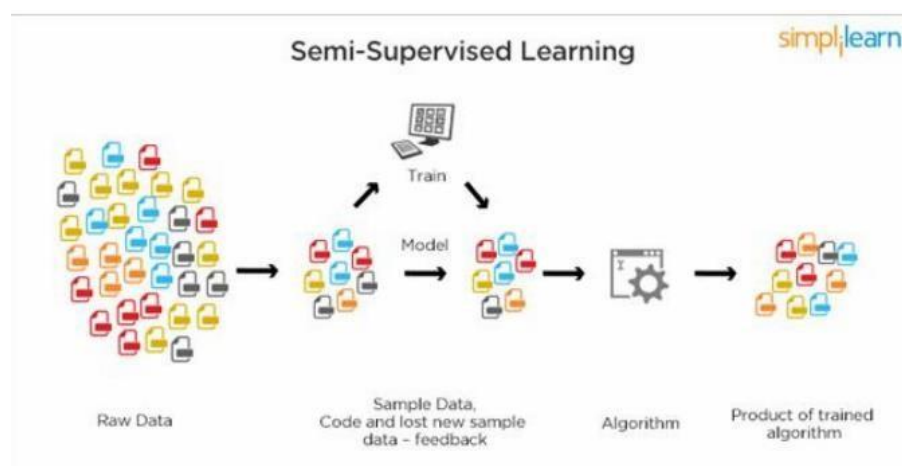 Semi-Supervised Learning
simplilearn
Train
Model
Raw Data
Sample Data,
Code and lost new sample
data - feedback
Algorithm
Product of trained
algorithm